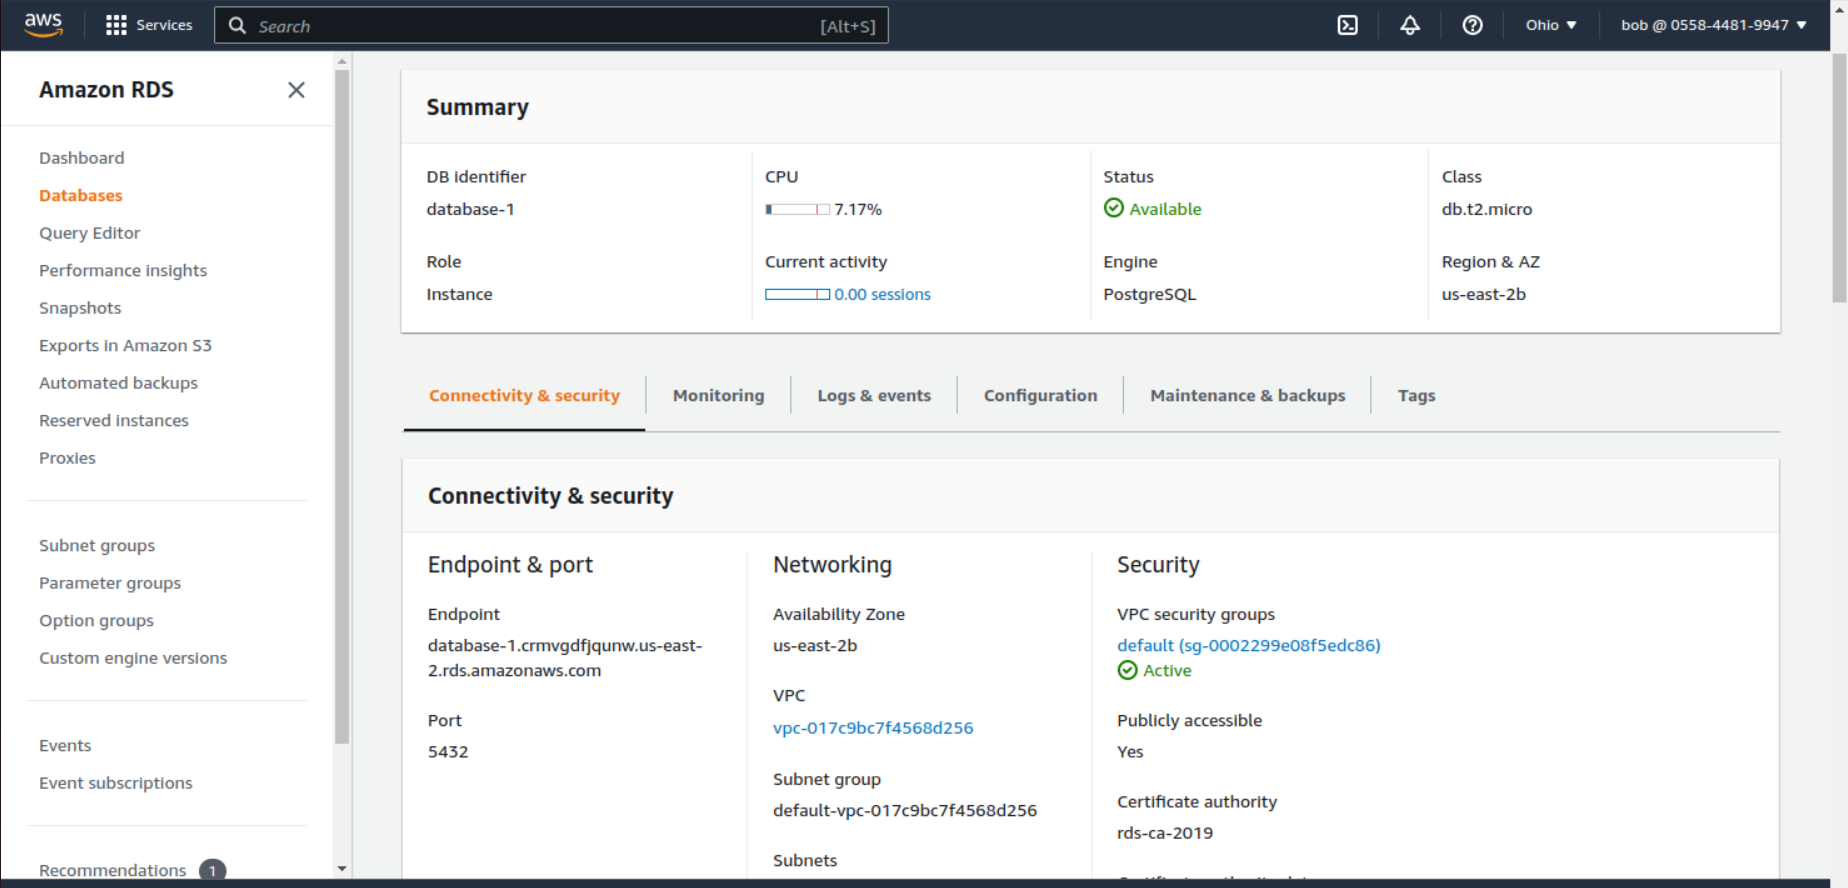 aws
Services
Search [Alt+S]
Ohio
bob @ 0558-4481-9947
Amazon RDS
Dashboard
Databases
Query Editor
Performance insights
Snapshots
Exports in Amazon S3
Automated backups
Reserved instances
Proxies
Subnet groups
Parameter groups
Option groups
Custom engine versions
Events
Event subscriptions
Recommendations 1
Summary
DB identifier
database-1
CPU
7.17%
Status
Available
Class
db.t2.micro
Role
Instance
Current activity
0.00 sessions
Engine
PostgreSQL
Region & AZ
us-east-2b
Connectivity & security
Monitoring
Logs & events
Configuration
Maintenance & backups
Tags
Connectivity & security
Endpoint & port
Endpoint
database-1.crmvgdfjqunw.us-east-
2.rds.amazonaws.com
Port
5432
Networking
Availability Zone
us-east-2b
VPC
vpc-017c9bc7f4568d256
Subnet group
default-vpc-017c9bc7f4568d256
Subnets
Security
VPC security groups
default (sg-0002299e08f5edc86)
Active
Publicly accessible
Yes
Certificate authority
rds-ca-2019